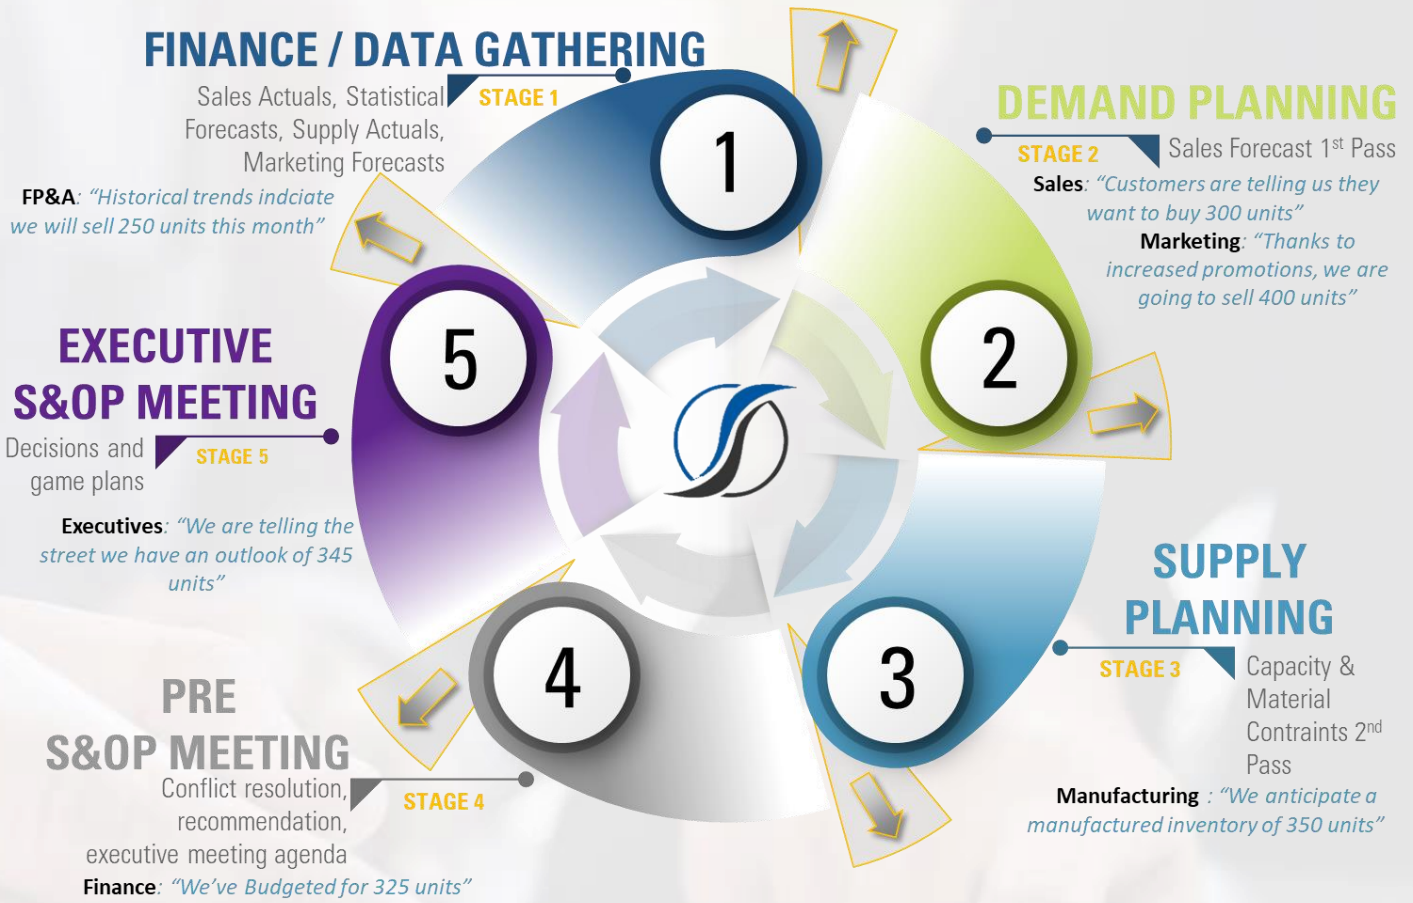 FINANCE / DATA GATHERING
STAGE 1
Sales Actuals, Statistical
Forecasts, Supply Actuals,
Marketing Forecasts
FP&A: “Historical trends indciate
we will sell 250 units this month”
1
DEMAND PLANNING
STAGE 2
Sales Forecast 1st Pass
Sales: “Customers are telling us they
want to buy 300 units”
Marketing: “Thanks to
increased promotions, we are
going to sell 400 units”
2
SUPPLY
PLANNING
STAGE 3
Capacity &
Material
Contraints 2nd
Pass
Manufacturing : “We anticipate a
manufactured inventory of 350 units”
3
PRE
S&OP MEETING
STAGE 4
Conflict resolution,
recommendation,
executive meeting agenda
Finance: “We’ve Budgeted for 325 units”
4
EXECUTIVE
S&OP MEETING
STAGE 5
Decisions and
game plans
Executives: “We are telling the
street we have an outlook of 345
units”
5